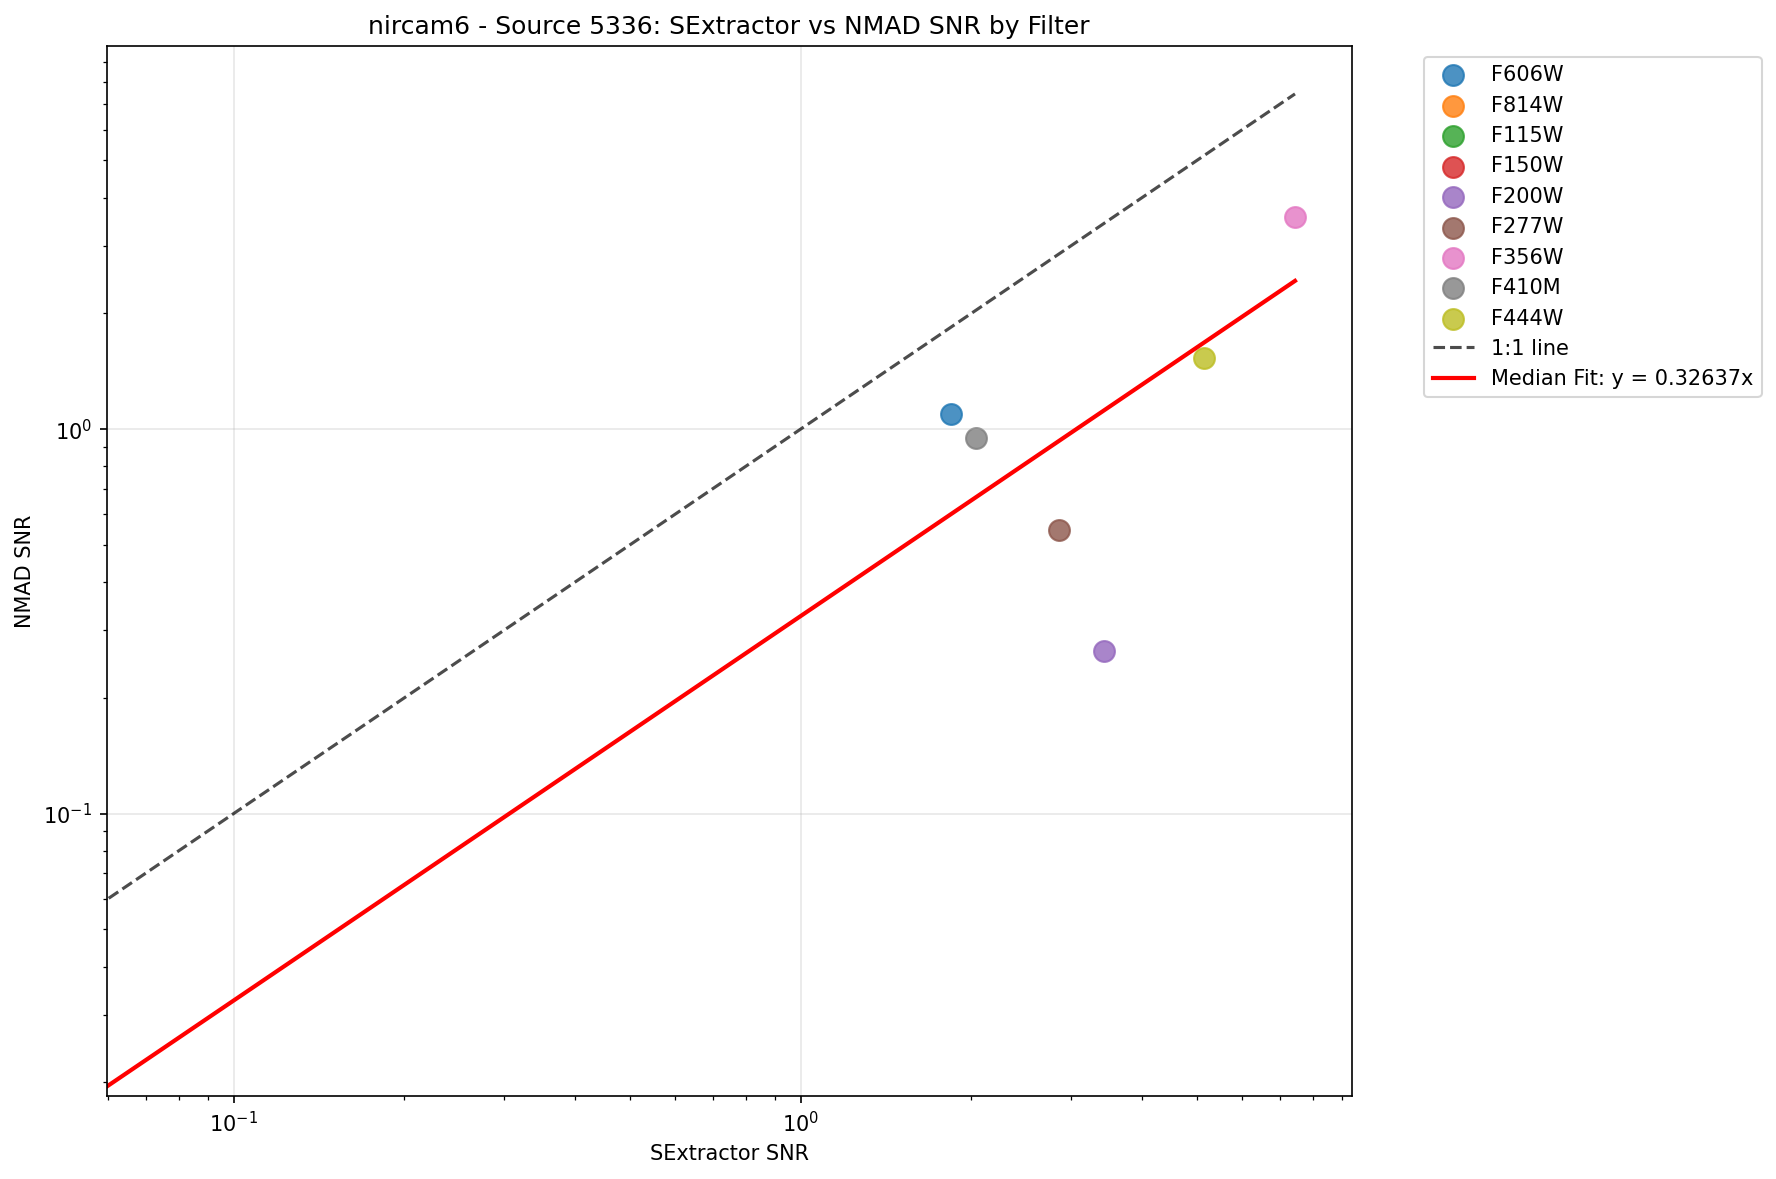 nircam6 - Source 5336: SExtractor vs NMAD SNR by Filter
F606W
F814W
F115W
F150W
F200W
F277W
F356W
F410M
F444W
1:1 line
Median Fit: y = 0.32637x
NMAD SNR
10⁰
10⁻¹
10⁻¹
10⁰
SExtractor SNR